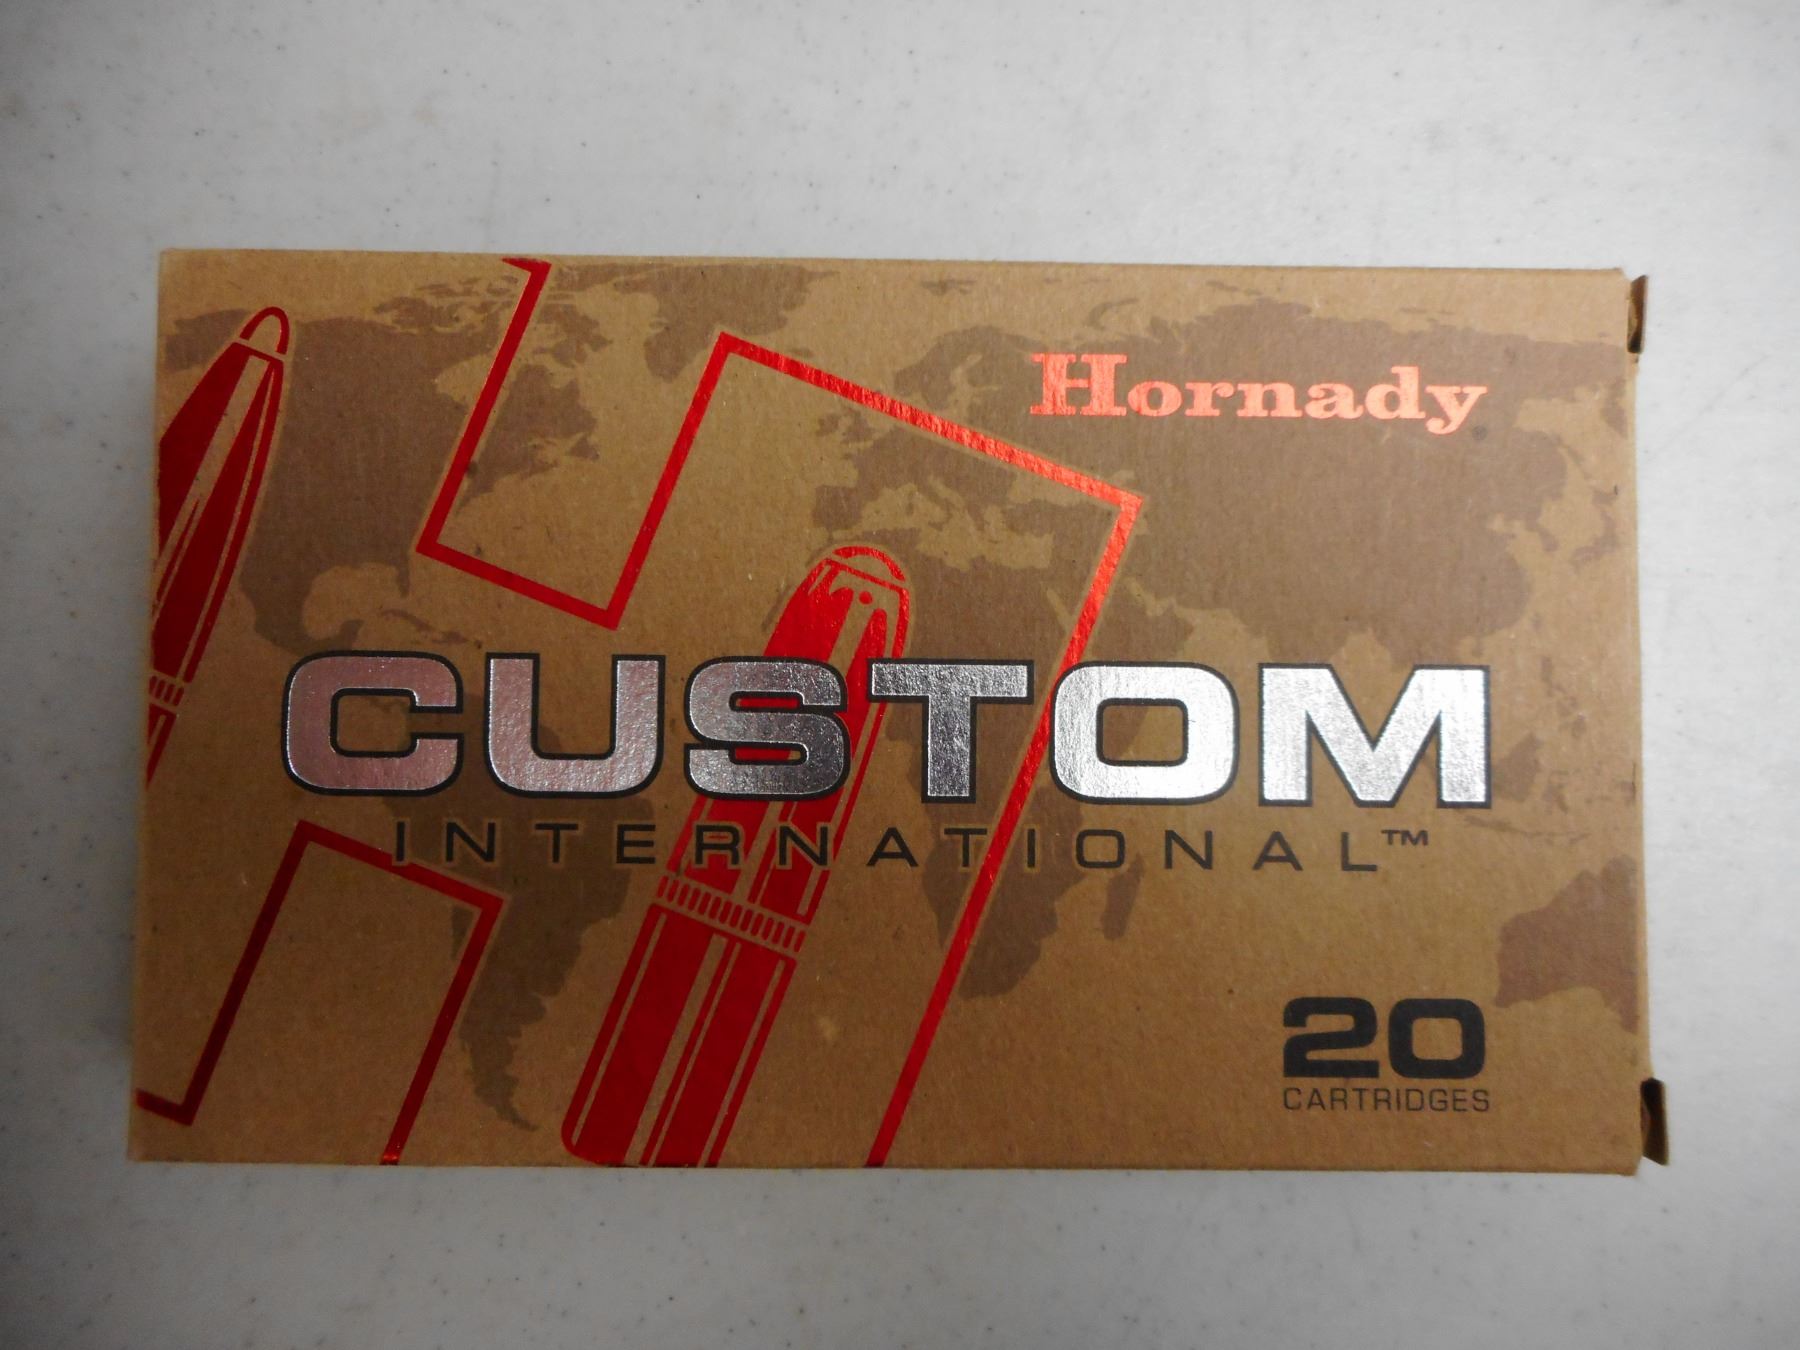 Hornady
CUSTOM
INTERNATIONAL™
20
CARTRIDGES